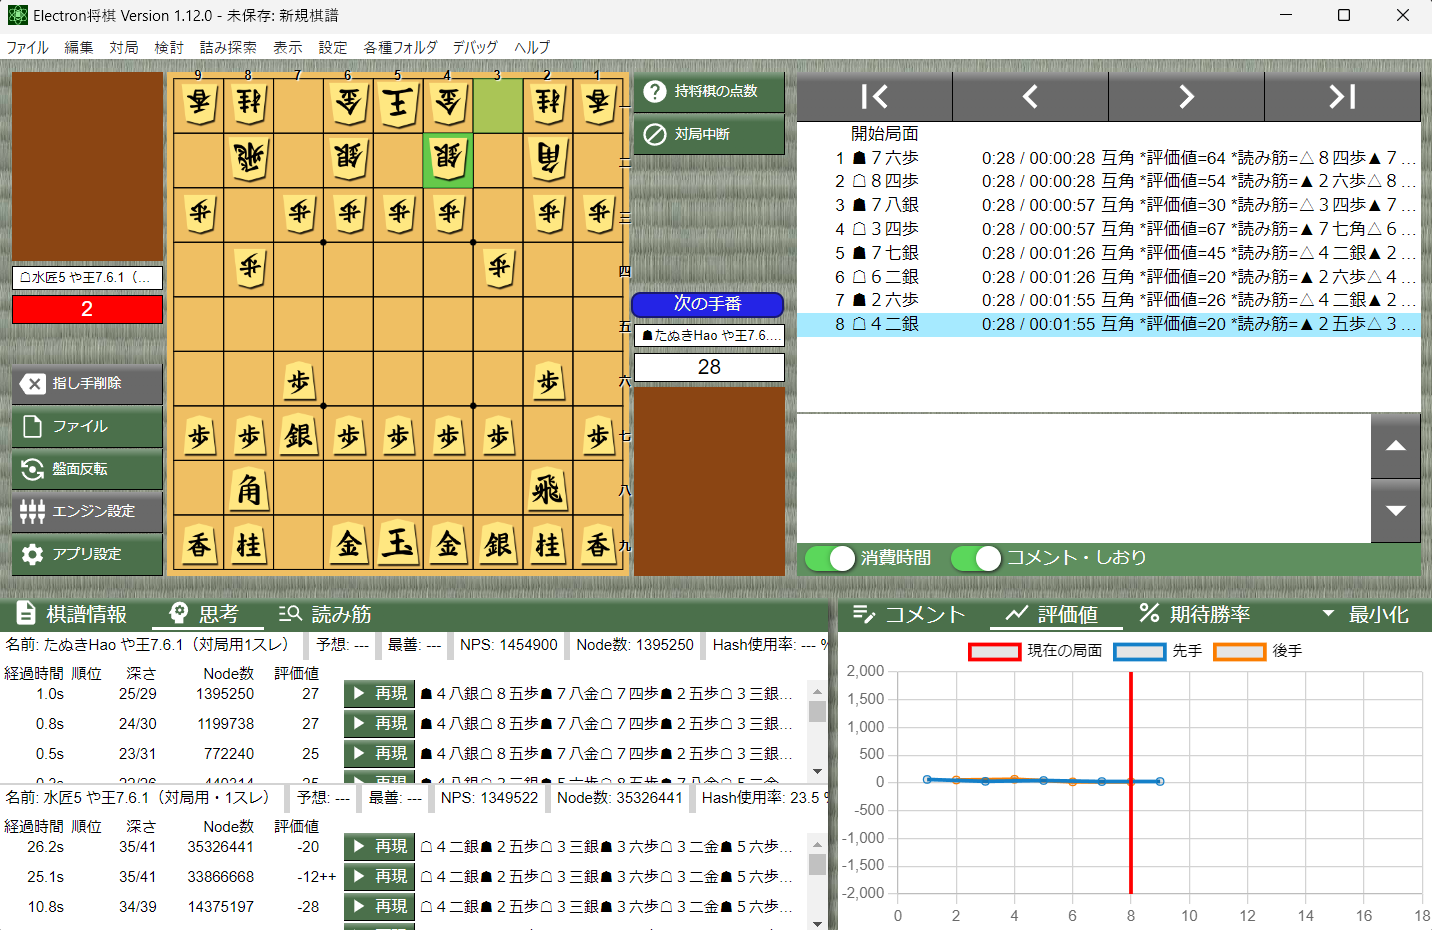 Electron将棋 Version 1.12.0 - 未保存: 新規棋譜
ファイル 編集 対局 検討 詰み探索 表示 設定 各種フォルダ デバッグ ヘルプ
9 8 7 6 5 4 3 2 1
香 桂 金 王 金 桂 香 一
飛 銀 銀 角 二
歩 歩 歩 歩 歩 歩 歩 三
歩 歩 四
五
歩 歩 六
歩 歩 銀 歩 歩 歩 歩 歩 七
角 飛 八
香 桂 金 玉 金 銀 桂 香 九
☖水匠5 や王7.6.1（...
2
指し手削除
ファイル
盤面反転
エンジン設定
アプリ設定
持将棋の点数
対局中断
次の手番
☗たぬきHao や王7.6....
28
開始局面
1 ☗７六歩 0:28 / 00:00:28 互角 *評価値=64 *読み筋=△８四歩▲７ ...
2 ☖８四歩 0:28 / 00:00:28 互角 *評価値=54 *読み筋=▲２六歩△８ ...
3 ☗７八銀 0:28 / 00:00:57 互角 *評価値=30 *読み筋=△３四歩▲７ ...
4 ☖３四歩 0:28 / 00:00:57 互角 *評価値=67 *読み筋=▲７七角△６ ...
5 ☗７七銀 0:28 / 00:01:26 互角 *評価値=45 *読み筋=△４二銀▲２ ...
6 ☖６二銀 0:28 / 00:01:26 互角 *評価値=20 *読み筋=▲２六歩△４ ...
7 ☗２六歩 0:28 / 00:01:55 互角 *評価値=26 *読み筋=△４二銀▲２ ...
8 ☖４二銀 0:28 / 00:01:55 互角 *評価値=20 *読み筋=▲２五歩△３ ...
消費時間 コメント・しおり
棋譜情報 思考 読み筋
名前: たぬきHao や王7.6.1（対局用1スレ） 予想: --- 最善: --- NPS: 1454900 Node数: 1395250 Hash使用率: --- %
経過時間 順位 深さ Node数 評価値
1.0s 25/29 1395250 27 再現 ☗４八銀☖８五歩☗７八金☖７四歩☗２五歩☖３三銀...
0.8s 24/30 1199738 27 再現 ☗４八銀☖８五歩☗７八金☖７四歩☗２五歩☖３三銀...
0.5s 23/31 772240 25 再現 ☗４八銀☖８五歩☗７八金☖７四歩☗２五歩☖３三銀...
名前: 水匠5 や王7.6.1（対局用・1スレ） 予想: --- 最善: --- NPS: 1349522 Node数: 35326441 Hash使用率: 23.5
経過時間 順位 深さ Node数 評価値
26.2s 35/41 35326441 -20 再現 ☖４二銀☗２五歩☖３三銀☗３六歩☖３二金☗５六歩...
25.1s 35/41 33866668 -12++ 再現 ☖４二銀☗２五歩☖３三銀☗３六歩☖３二金☗５六歩...
10.8s 34/39 14375197 -28 再現 ☖４二銀☗２五歩☖３三銀☗３六歩☖３二金☗５六歩...
コメント 評価値 期待勝率 最小化
現在の局面 先手 後手
2,000
1,500
1,000
500
0
-500
-1,000
-1,500
-2,000
0 2 4 6 8 10 12 14 16 18